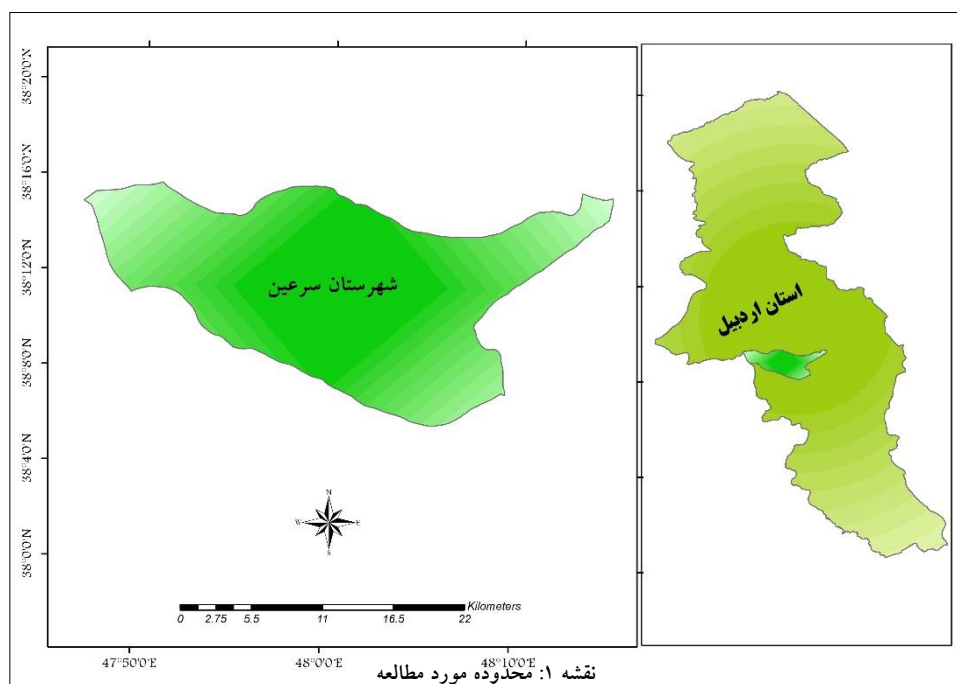 38°20'0"N
38°16'0"N
38°12'0"N
38°8'0"N
38°4'0"N
38°0'0"N
شهرستان سرعین
استان اردبیل
N
W E
S
Kilometers
0 2.75 5.5 11 16.5 22
47°50'0"E 48°0'0"E 48°10'0"E
نقشه ۱: محدوده مورد مطالعه